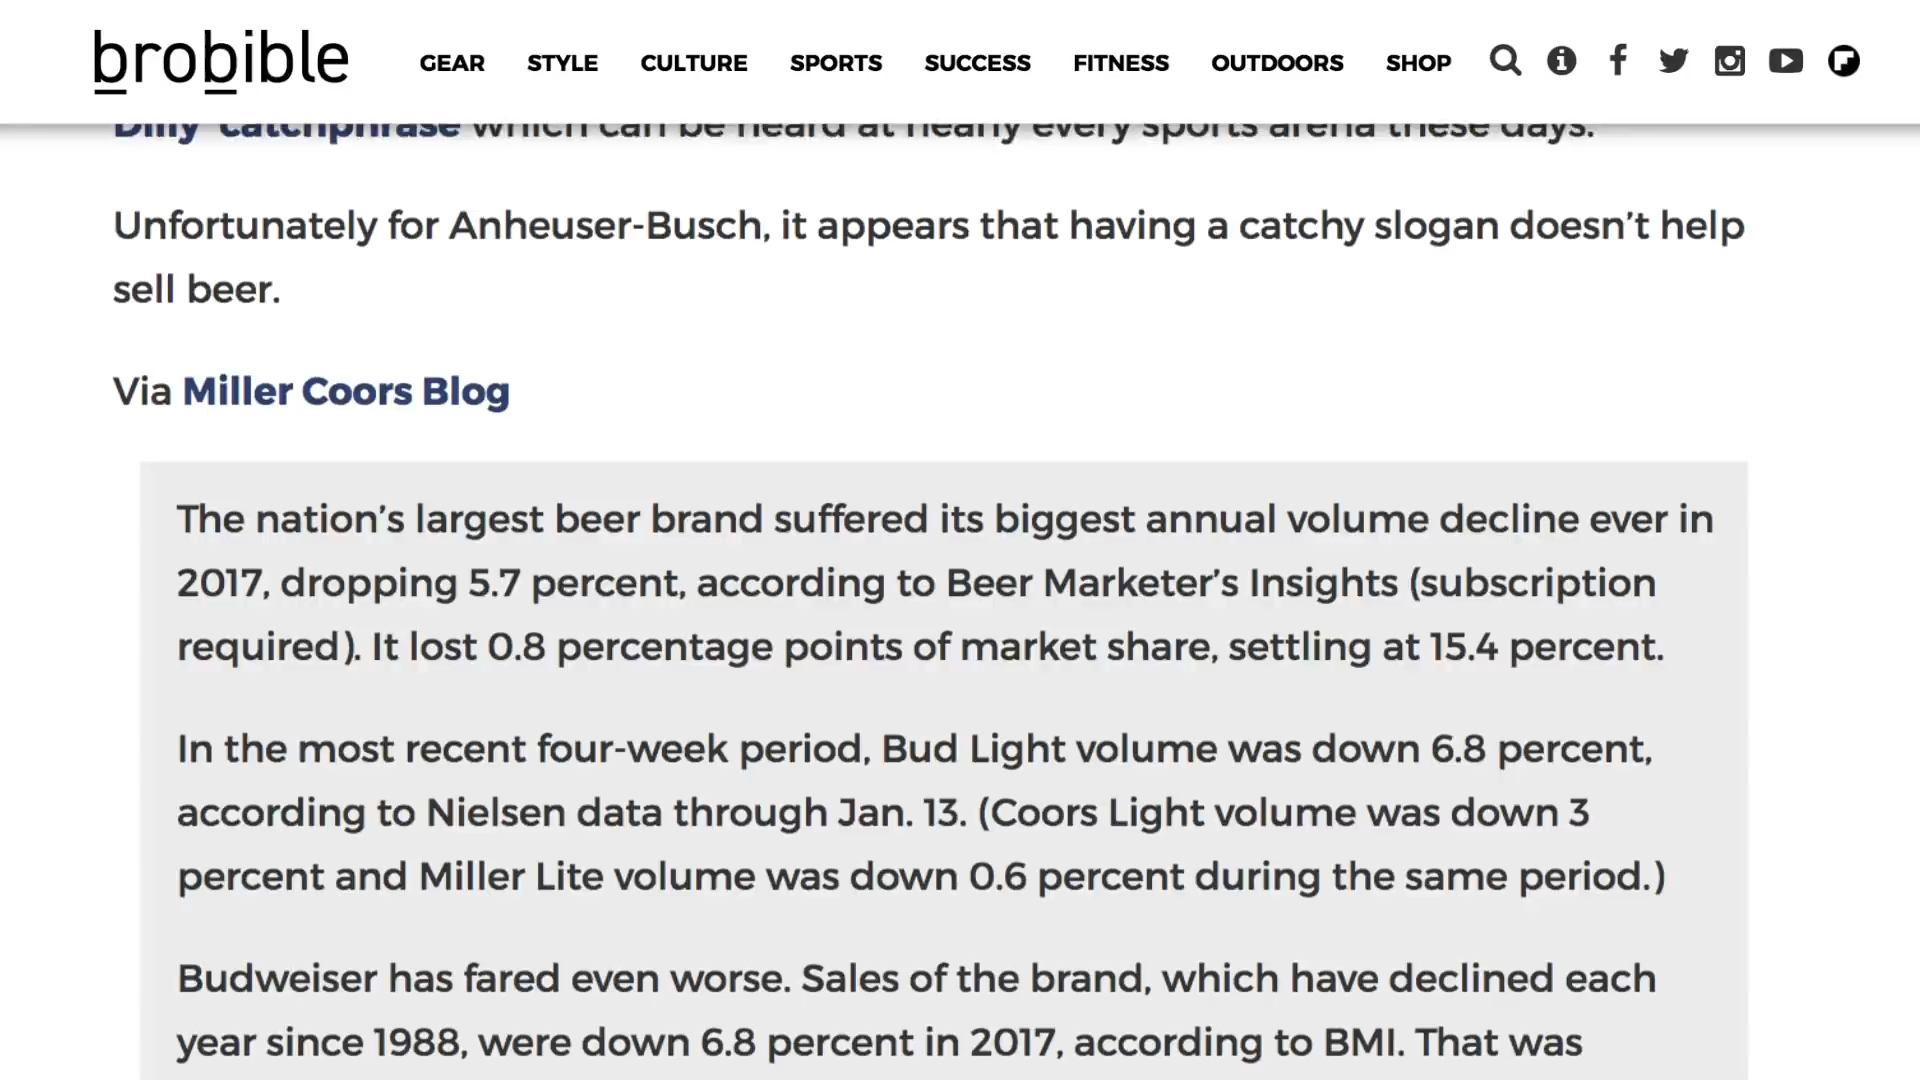 brobible GEAR STYLE CULTURE SPORTS SUCCESS FITNESS OUTDOORS SHOP
Dilly' catchphrase which can be heard at nearly every sports arena these days.
Unfortunately for Anheuser-Busch, it appears that having a catchy slogan doesn’t help
sell beer.
Via Miller Coors Blog
The nation’s largest beer brand suffered its biggest annual volume decline ever in
2017, dropping 5.7 percent, according to Beer Marketer’s Insights (subscription
required). It lost 0.8 percentage points of market share, settling at 15.4 percent.
In the most recent four-week period, Bud Light volume was down 6.8 percent,
according to Nielsen data through Jan. 13. (Coors Light volume was down 3
percent and Miller Lite volume was down 0.6 percent during the same period.)
Budweiser has fared even worse. Sales of the brand, which have declined each
year since 1988, were down 6.8 percent in 2017, according to BMI. That was